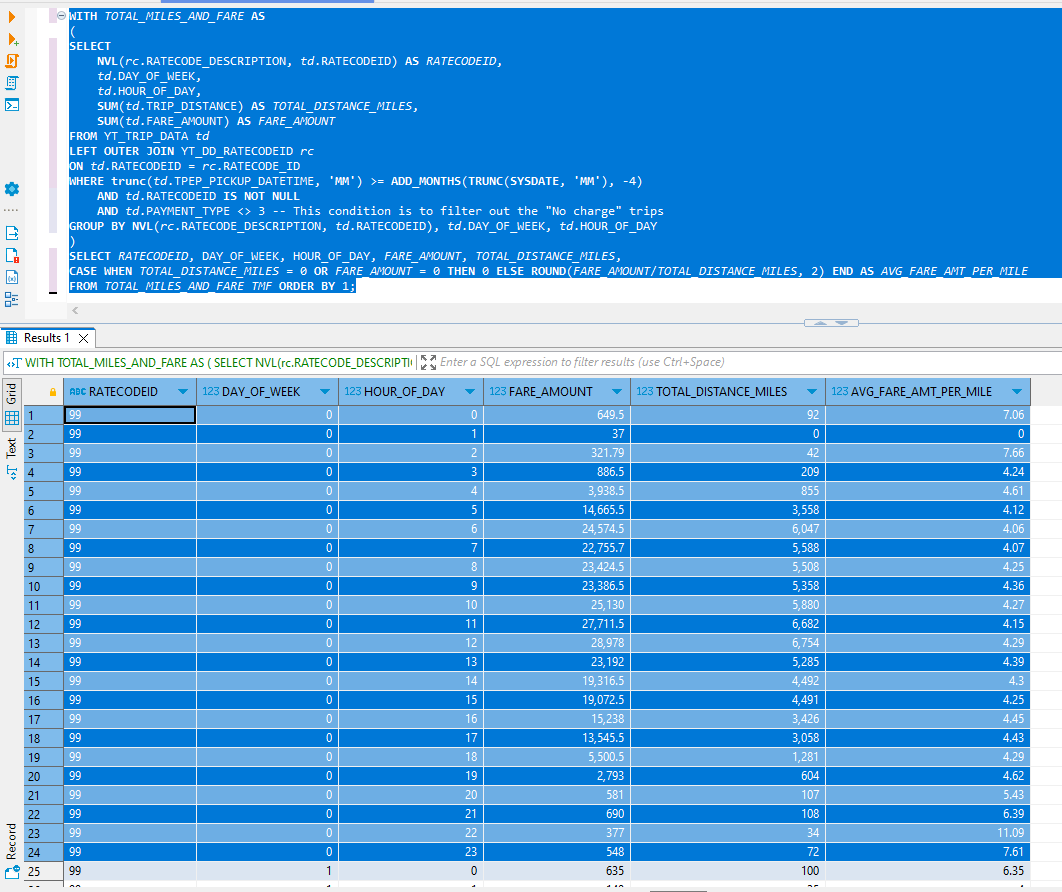 WITH TOTAL_MILES_AND_FARE AS
(
SELECT
NVL(rc.RATECODE_DESCRIPTION, td.RATECODEID) AS RATECODEID,
td.DAY_OF_WEEK,
td.HOUR_OF_DAY,
SUM(td.TRIP_DISTANCE) AS TOTAL_DISTANCE_MILES,
SUM(td.FARE_AMOUNT) AS FARE_AMOUNT
FROM YT_TRIP_DATA td
LEFT OUTER JOIN YT_DD_RATECODEID rc
ON td.RATECODEID = rc.RATECODE_ID
WHERE trunc(td.TPEP_PICKUP_DATETIME, 'MM') >= ADD_MONTHS(TRUNC(SYSDATE, 'MM'), -4)
AND td.RATECODEID IS NOT NULL
AND td.PAYMENT_TYPE <> 3 -- This condition is to filter out the "No charge" trips
GROUP BY NVL(rc.RATECODE_DESCRIPTION, td.RATECODEID), td.DAY_OF_WEEK, td.HOUR_OF_DAY
)
SELECT RATECODEID, DAY_OF_WEEK, HOUR_OF_DAY, FARE_AMOUNT, TOTAL_DISTANCE_MILES,
CASE WHEN TOTAL_DISTANCE_MILES = 0 OR FARE_AMOUNT = 0 THEN 0 ELSE ROUND(FARE_AMOUNT/TOTAL_DISTANCE_MILES, 2) END AS AVG_FARE_AMT_PER_MILE
FROM TOTAL_MILES_AND_FARE TMF ORDER BY 1;
Results 1
WITH TOTAL_MILES_AND_FARE AS ( SELECT NVL(rc.RATECODE_DESCRIPTI Enter a SQL expression to filter results (use Ctrl+Space)
Grid
Text
Record
ABC RATECODEID 123 DAY_OF_WEEK 123 HOUR_OF_DAY 123 FARE_AMOUNT 123 TOTAL_DISTANCE_MILES 123 AVG_FARE_AMT_PER_MILE
1 99 0 0 649.5 92 7.06
2 99 0 1 37 0 0
3 99 0 2 321.79 42 7.66
4 99 0 3 886.5 209 4.24
5 99 0 4 3,938.5 855 4.61
6 99 0 5 14,665.5 3,558 4.12
7 99 0 6 24,574.5 6,047 4.06
8 99 0 7 22,755.7 5,588 4.07
9 99 0 8 23,424.5 5,508 4.25
10 99 0 9 23,386.5 5,358 4.36
11 99 0 10 25,130 5,880 4.27
12 99 0 11 27,711.5 6,682 4.15
13 99 0 12 28,978 6,754 4.29
14 99 0 13 23,192 5,285 4.39
15 99 0 14 19,316.5 4,492 4.3
16 99 0 15 19,072.5 4,491 4.25
17 99 0 16 15,238 3,426 4.45
18 99 0 17 13,545.5 3,058 4.43
19 99 0 18 5,500.5 1,281 4.29
20 99 0 19 2,793 604 4.62
21 99 0 20 581 107 5.43
22 99 0 21 690 108 6.39
23 99 0 22 377 34 11.09
24 99 0 23 548 72 7.61
25 99 1 0 635 100 6.35